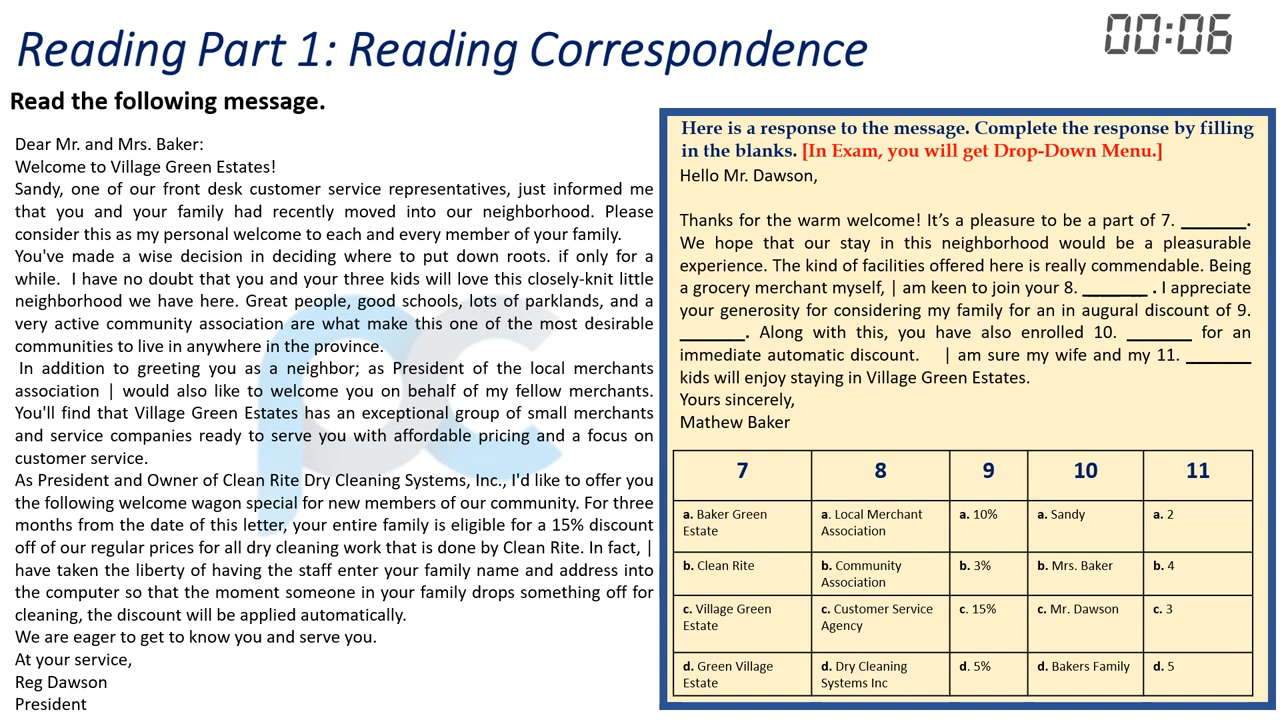 Reading Part 1: Reading Correspondence
00:06
Read the following message.
Dear Mr. and Mrs. Baker:
Welcome to Village Green Estates!
Sandy, one of our front desk customer service representatives, just informed me
that you and your family had recently moved into our neighborhood. Please
consider this as my personal welcome to each and every member of your family.
You've made a wise decision in deciding where to put down roots. if only for a
while. I have no doubt that you and your three kids will love this closely-knit little
neighborhood we have here. Great people, good schools, lots of parklands, and a
very active community association are what make this one of the most desirable
communities to live in anywhere in the province.
In addition to greeting you as a neighbor; as President of the local merchants
association | would also like to welcome you on behalf of my fellow merchants.
You'll find that Village Green Estates has an exceptional group of small merchants
and service companies ready to serve you with affordable pricing and a focus on
customer service.
As President and Owner of Clean Rite Dry Cleaning Systems, Inc., I'd like to offer you
the following welcome wagon special for new members of our community. For three
months from the date of this letter, your entire family is eligible for a 15% discount
off of our regular prices for all dry cleaning work that is done by Clean Rite. In fact, |
have taken the liberty of having the staff enter your family name and address into
the computer so that the moment someone in your family drops something off for
cleaning, the discount will be applied automatically.
We are eager to get to know you and serve you.
At your service,
Reg Dawson
President
Here is a response to the message. Complete the response by filling
in the blanks. [In Exam, you will get Drop-Down Menu.]
Hello Mr. Dawson,
Thanks for the warm welcome! It’s a pleasure to be a part of 7. _______.
We hope that our stay in this neighborhood would be a pleasurable
experience. The kind of facilities offered here is really commendable. Being
a grocery merchant myself, | am keen to join your 8. _______ . I appreciate
your generosity for considering my family for an in augural discount of 9.
_______. Along with this, you have also enrolled 10. _______ for an
immediate automatic discount. | am sure my wife and my 11. _______
kids will enjoy staying in Village Green Estates.
Yours sincerely,
Mathew Baker
7 8 9 10 11
a. Baker Green
Estate
a. Local Merchant
Association
a. 10%
a. Sandy
a. 2
b. Clean Rite
b. Community
Association
b. 3%
b. Mrs. Baker
b. 4
c. Village Green
Estate
c. Customer Service
Agency
c. 15%
c. Mr. Dawson
c. 3
d. Green Village
Estate
d. Dry Cleaning
Systems Inc
d. 5%
d. Bakers Family
d. 5